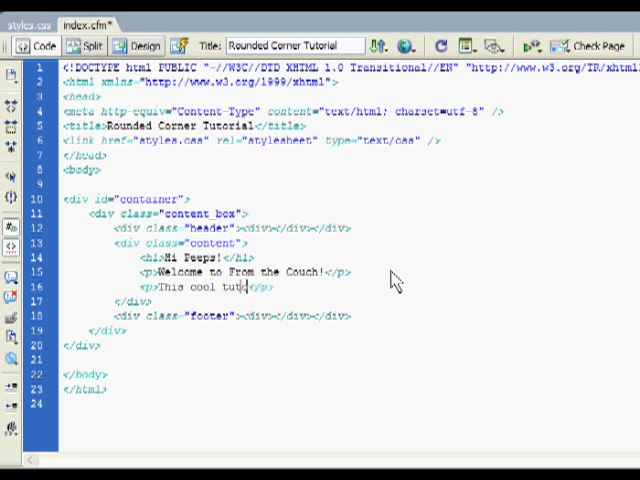 styles.css index.cfm*
Code Split Design Title: Rounded Corner Tutorial Check Page
1 <!DOCTYPE html PUBLIC "-//W3C//DTD XHTML 1.0 Transitional//EN" "http://www.w3.org/TR/xhtml
2 <html xmlns="http://www.w3.org/1999/xhtml">
3 <head>
4 <meta http-equiv="Content-Type" content="text/html; charset=utf-8" />
5 <title>Rounded Corner Tutorial</title>
6 <link href="styles.css" rel="stylesheet" type="text/css" />
7 </head>
8 <body>
9
10 <div id="container">
11 <div class="content_box">
12 <div class="header"><div></div></div>
13 <div class="content">
14 <h1>Hi Peeps!</h1>
15 <p>Welcome to From the Couch!</p>
16 <p>This cool tuto</p>
17 </div>
18 <div class="footer"><div></div></div>
19 </div>
20 </div>
21
22 </body>
23 </html>
24